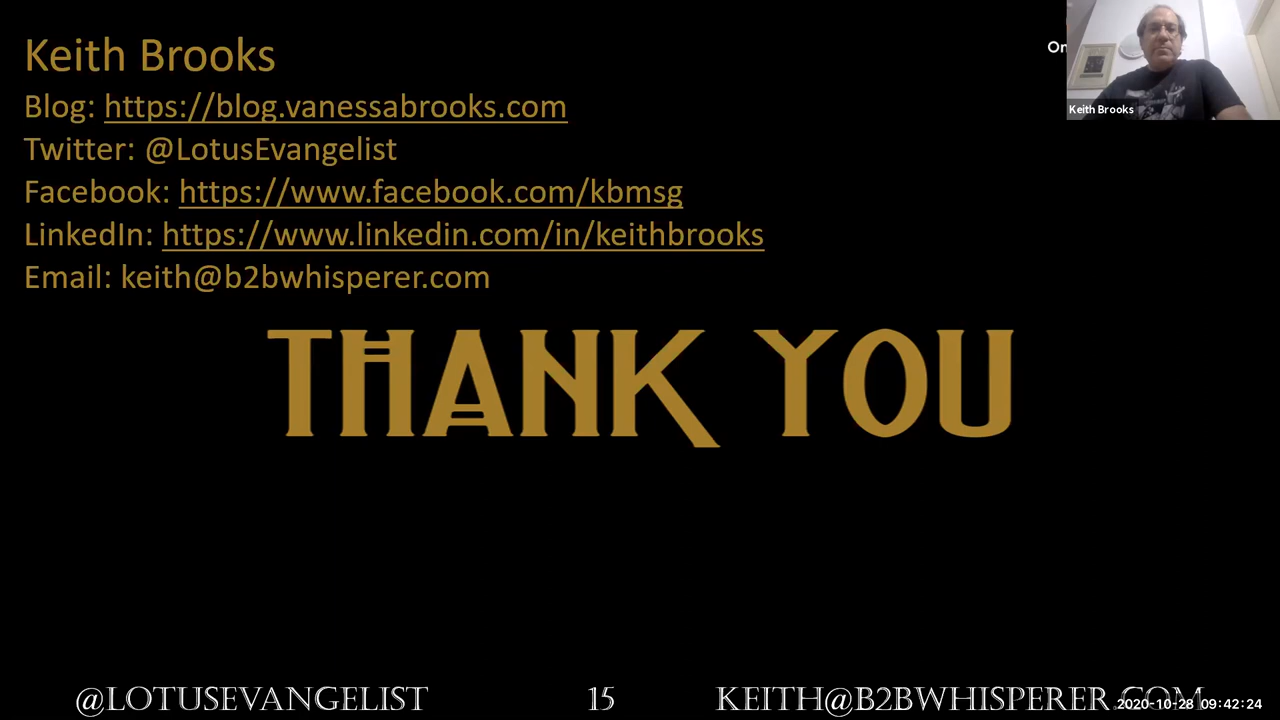 Keith Brooks
Blog: https://blog.vanessabrooks.com
Twitter: @LotusEvangelist
Facebook: https://www.facebook.com/kbmsg
LinkedIn: https://www.linkedin.com/in/keithbrooks
Email: keith@b2bwhisperer.com
On
Keith Brooks
THANK YOU
@LOTUSEVANGELIST
15
KEITH@B2BWHISPERER.COM
2020-10-28 09:42:24